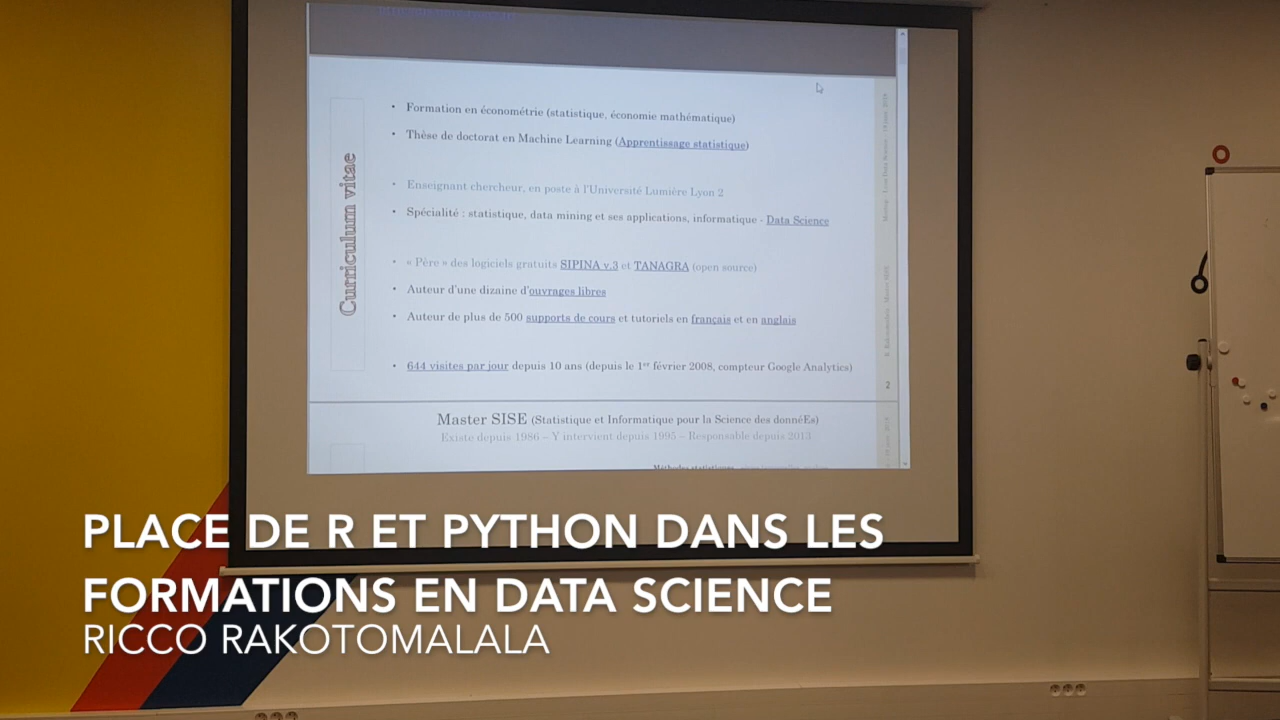 Curriculum vitae
• Formation en économétrie (statistique, économie mathématique)
• Thèse de doctorat en Machine Learning (Apprentissage statistique)
• Enseignant chercheur, en poste à l'Université Lumière Lyon 2
• Spécialité : statistique, data mining et ses applications, informatique - Data Science
• « Père » des logiciels gratuits SIPINA v.3 et TANAGRA (open source)
• Auteur d'une dizaine d'ouvrages libres
• Auteur de plus de 500 supports de cours et tutoriels en français et en anglais
• 644 visites par jour depuis 10 ans (depuis le 1er février 2008, compteur Google Analytics)
2
Master SISE (Statistique et Informatique pour la Science des donnéEs)
Existe depuis 1986 – Y intervient depuis 1995 – Responsable depuis 2013
PLACE DE R ET PYTHON DANS LES
FORMATIONS EN DATA SCIENCE
RICCO RAKOTOMALALA